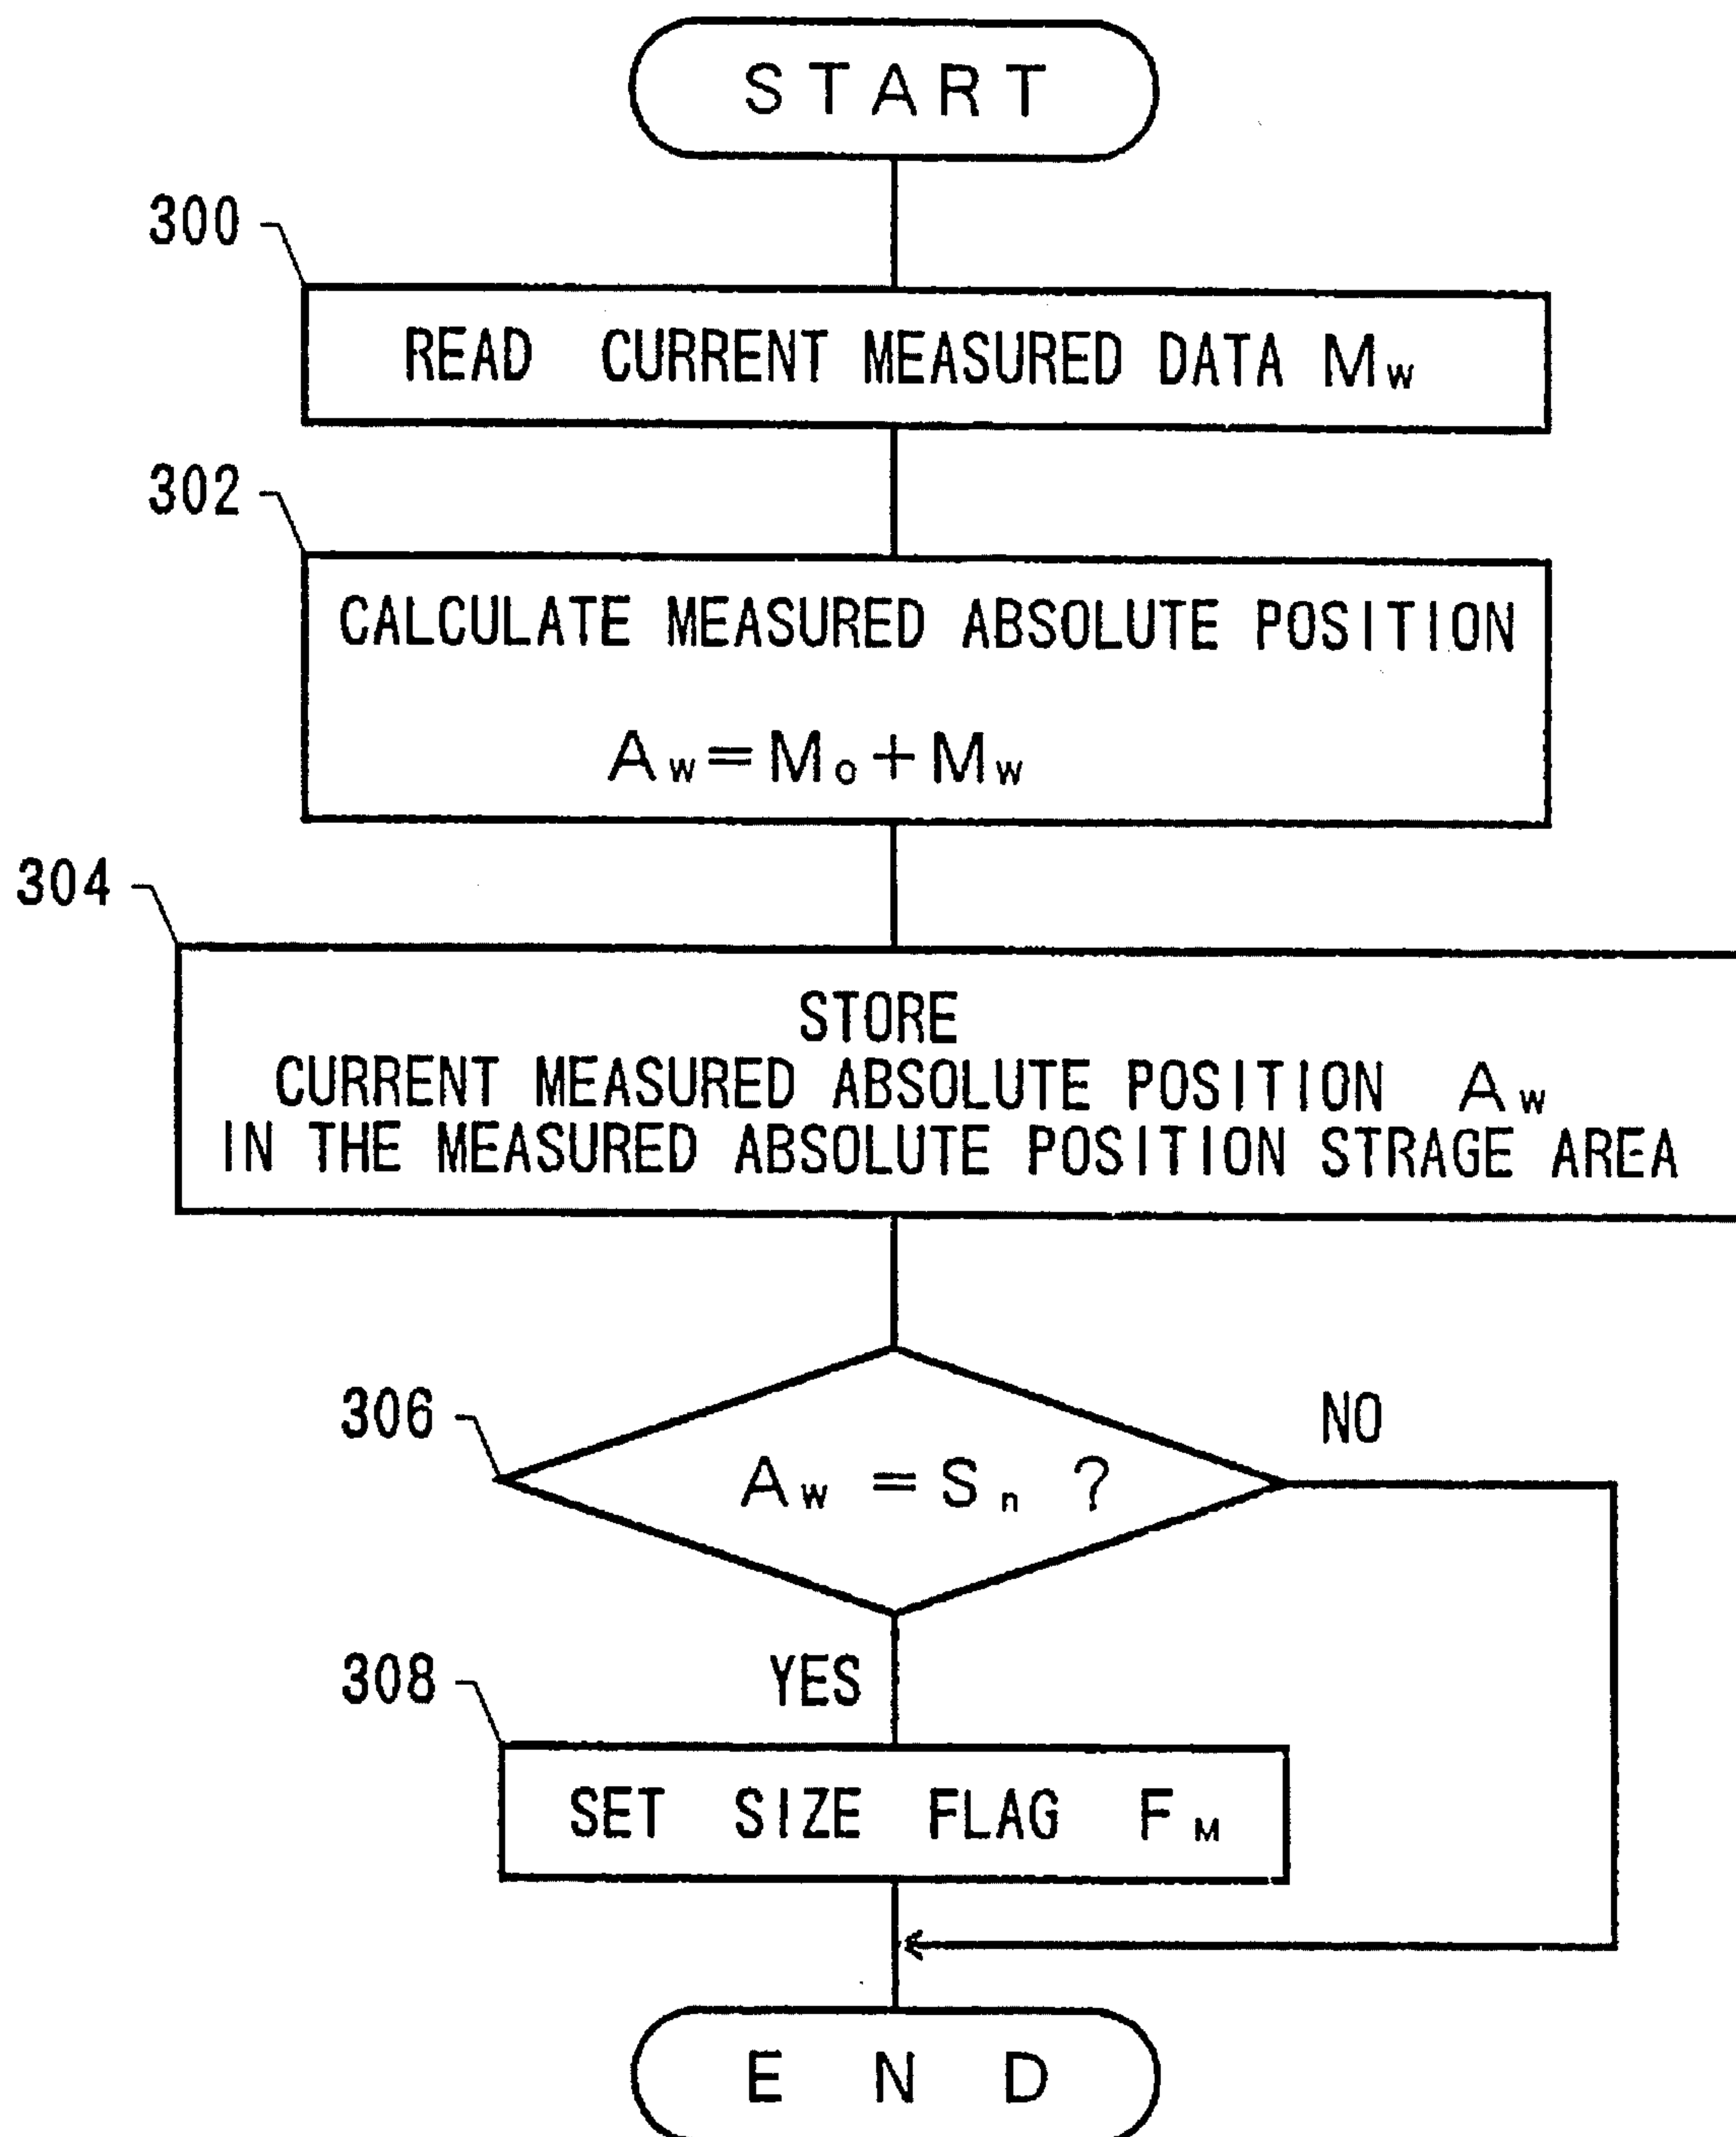 START
300
READ CURRENT MEASURED DATA Mw
302
CALCULATE MEASURED ABSOLUTE POSITION
Aw=Mo+Mw
304
STORE
CURRENT MEASURED ABSOLUTE POSITION Aw
IN THE MEASURED ABSOLUTE POSITION STRAGE AREA
306
Aw = Sn ?
NO
YES
308
SET SIZE FLAG FM
END